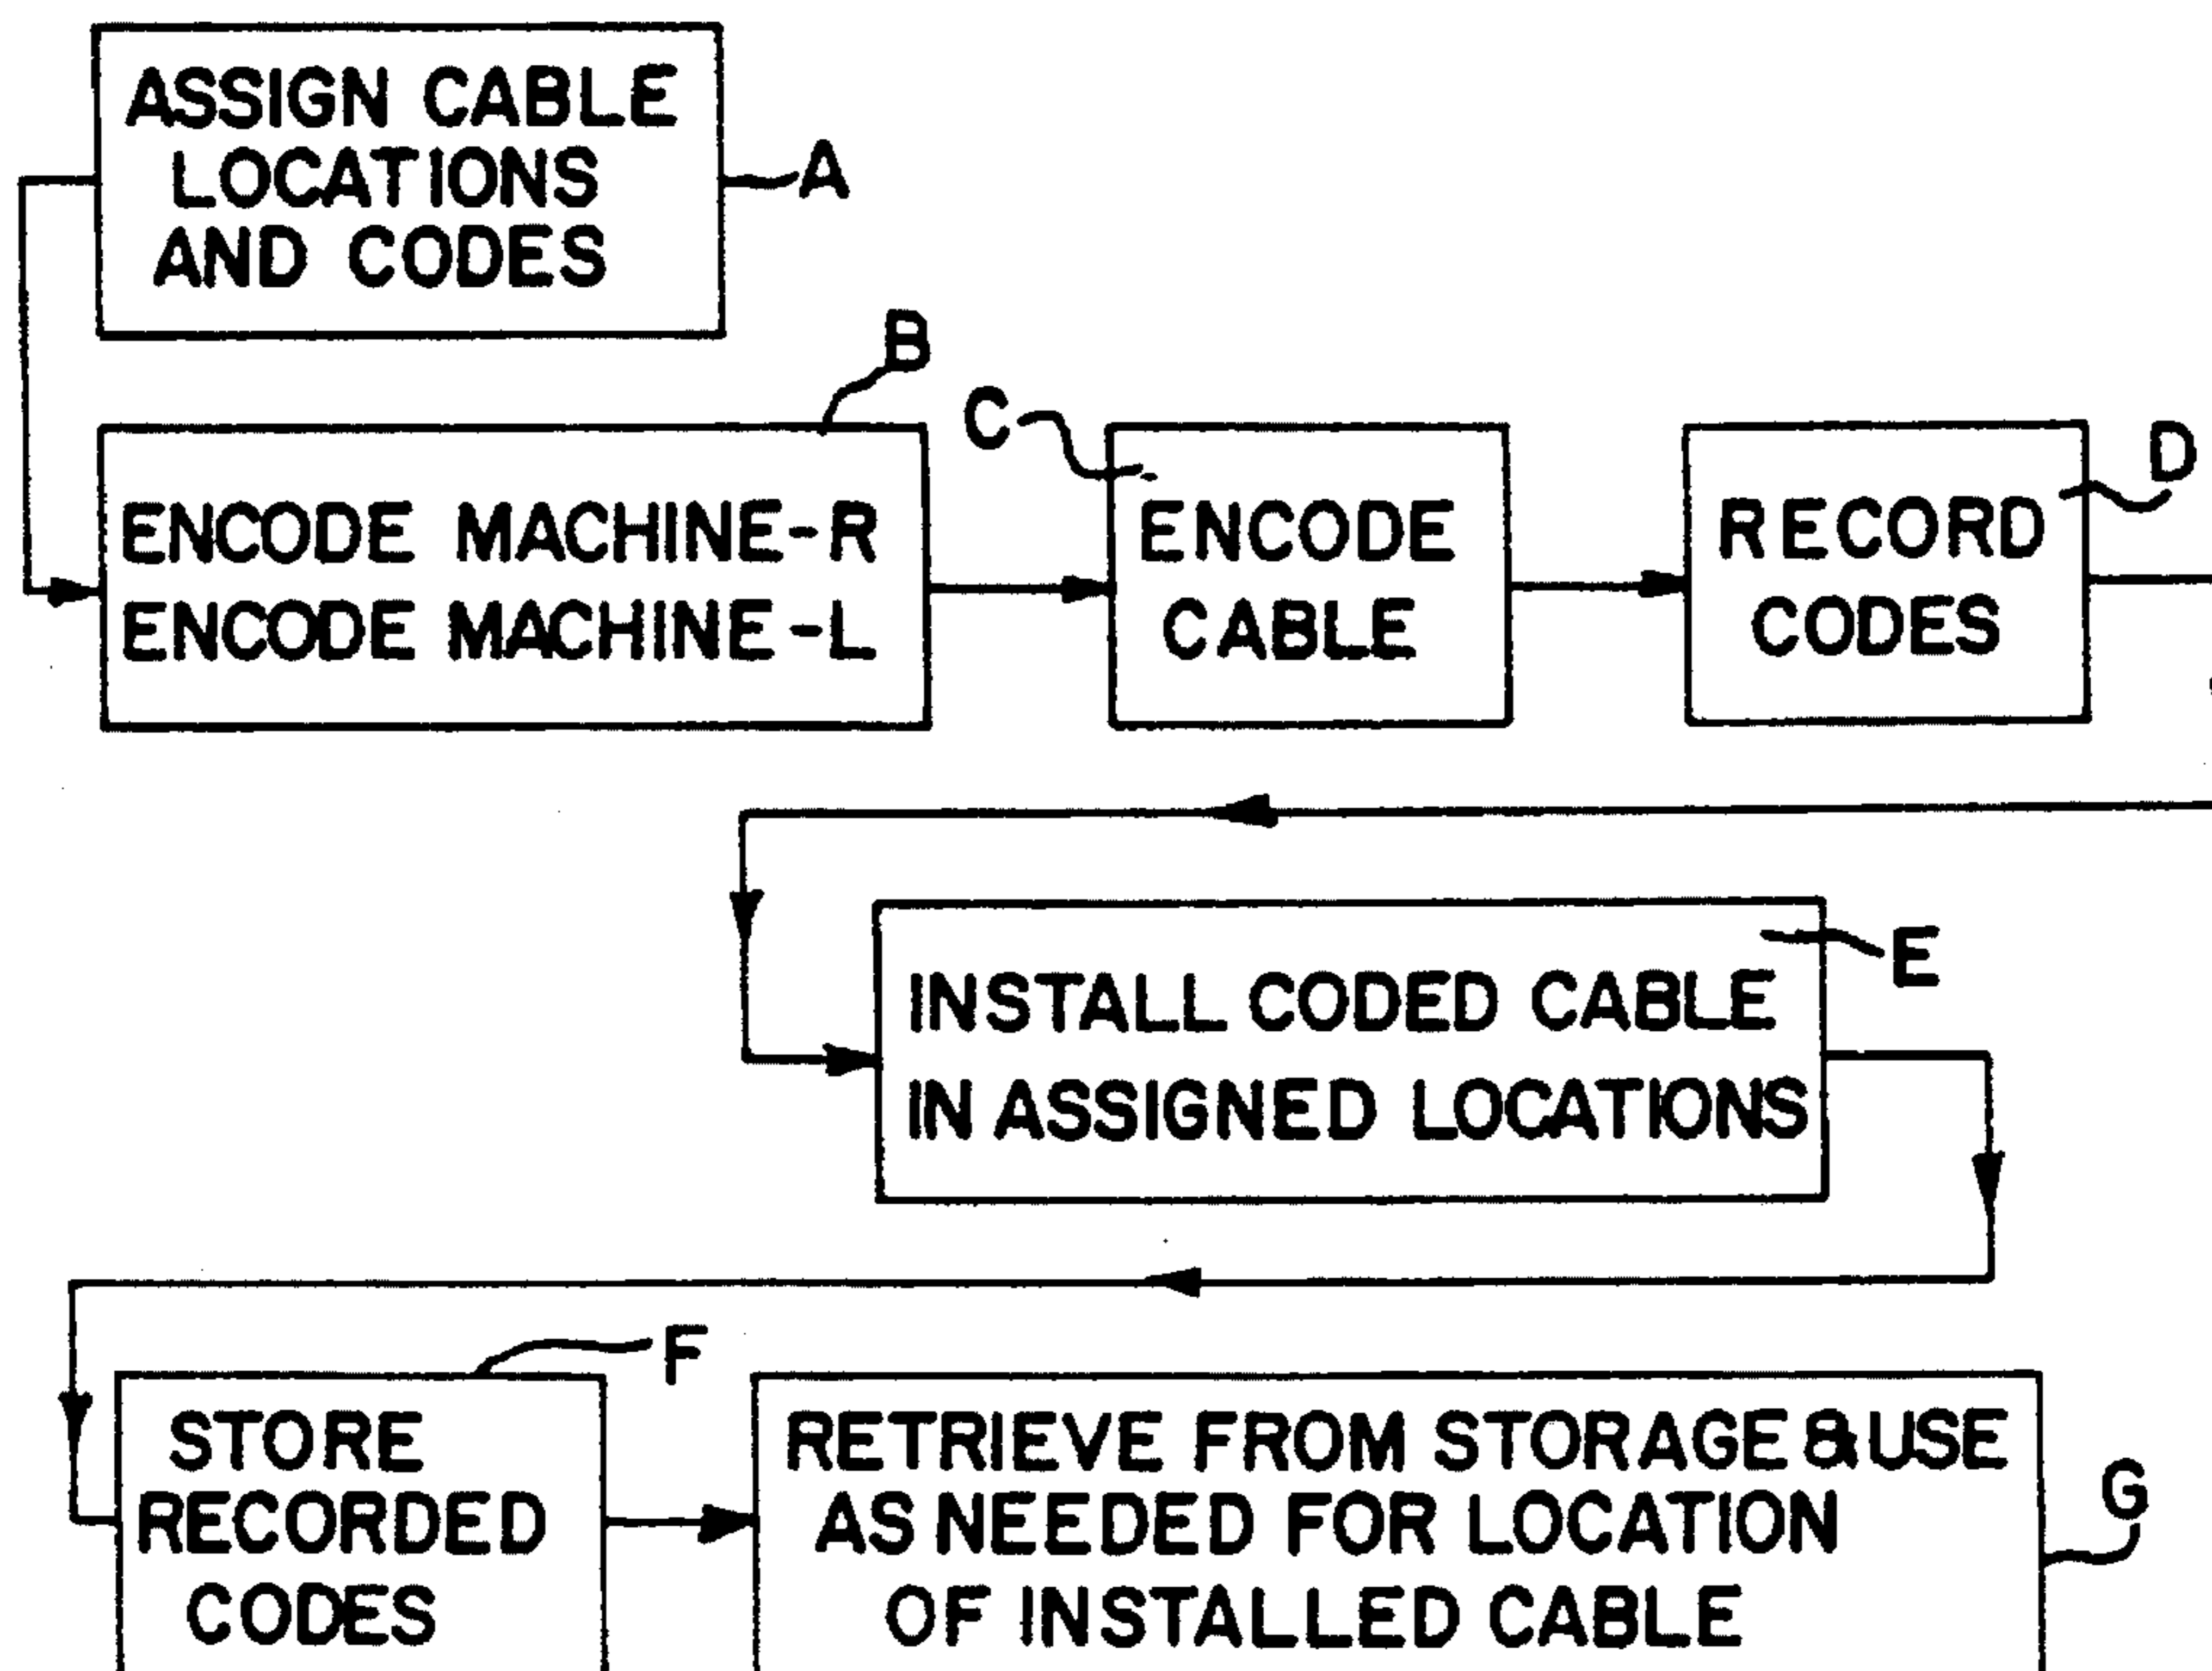 ASSIGN CABLE
LOCATIONS
AND CODES
A
B
ENCODE MACHINE-R
ENCODE MACHINE-L
C
ENCODE
CABLE
D
RECORD
CODES
E
INSTALL CODED CABLE
IN ASSIGNED LOCATIONS
F
STORE
RECORDED
CODES
RETRIEVE FROM STORAGE & USE
AS NEEDED FOR LOCATION
OF INSTALLED CABLE
G